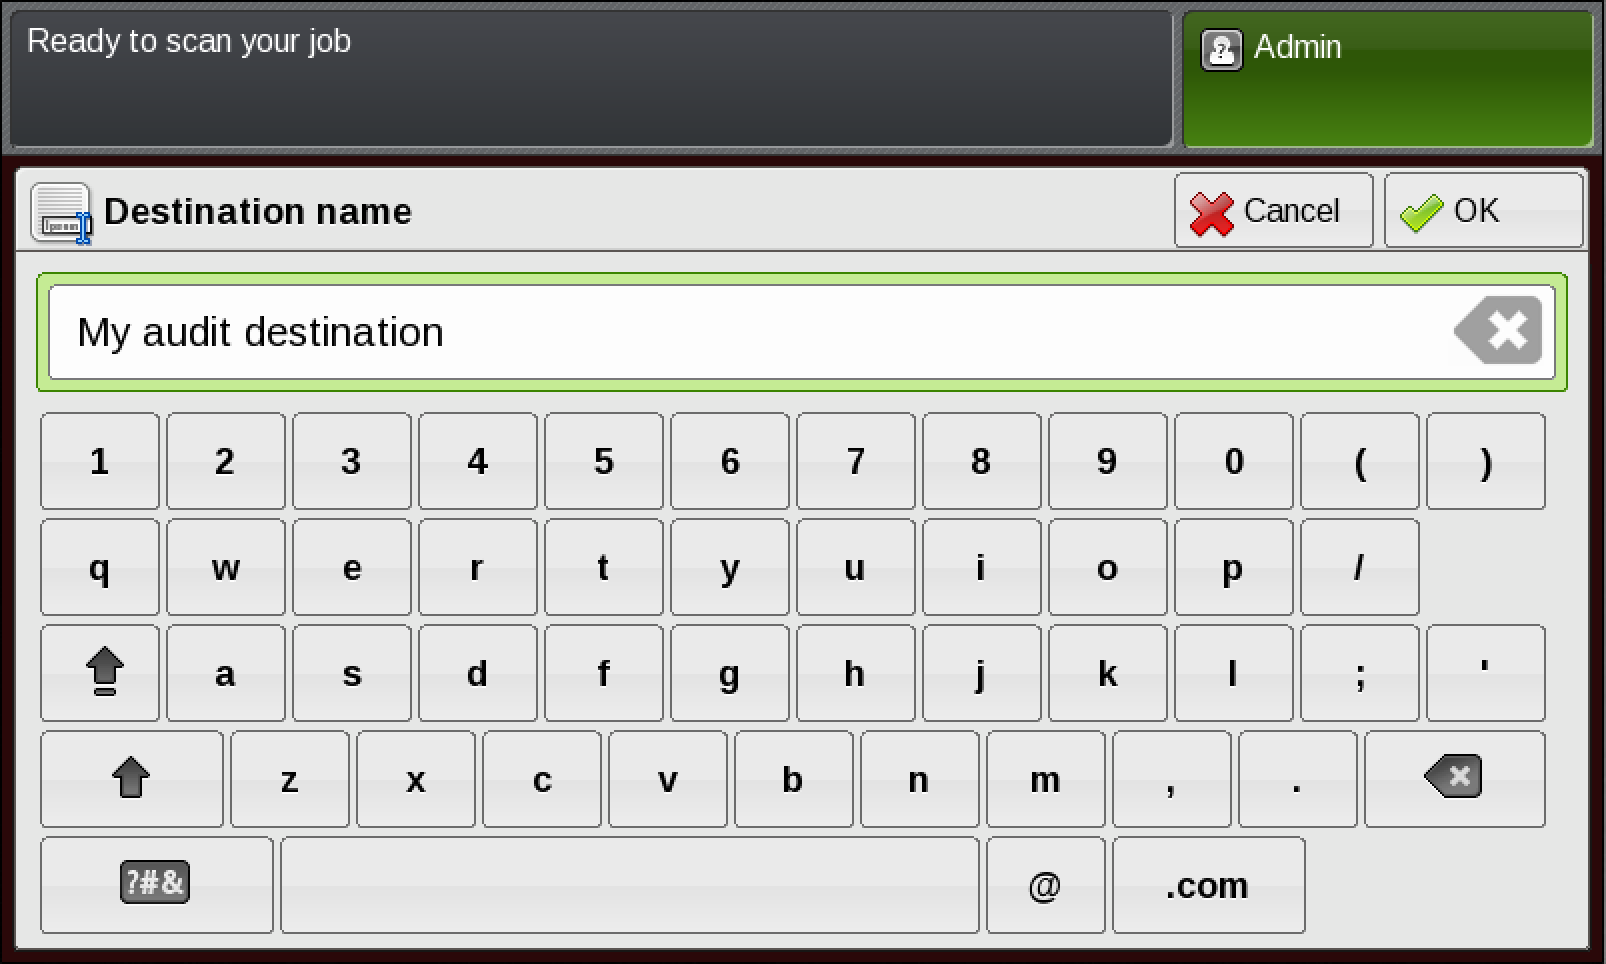 Ready to scan your job
Admin
Destination name
Cancel
OK
My audit destination
1 2 3 4 5 6 7 8 9 0 ( )
q w e r t y u i o p /
a s d f g h j k l ; '
z x c v b n m , .
?#& @ .com